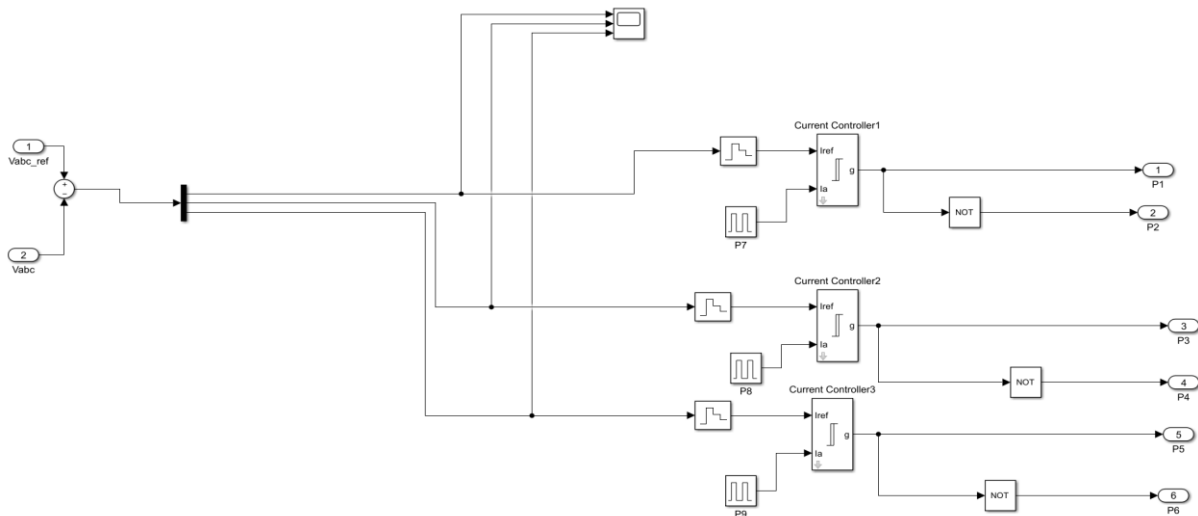 1
Vabc_ref
+
−
2
Vabc
Current Controller1
Iref
Ia
g
P7
NOT
1
P1
2
P2
Current Controller2
Iref
Ia
g
P8
NOT
3
P3
4
P4
Current Controller3
Iref
Ia
g
P9
NOT
5
P5
6
P6